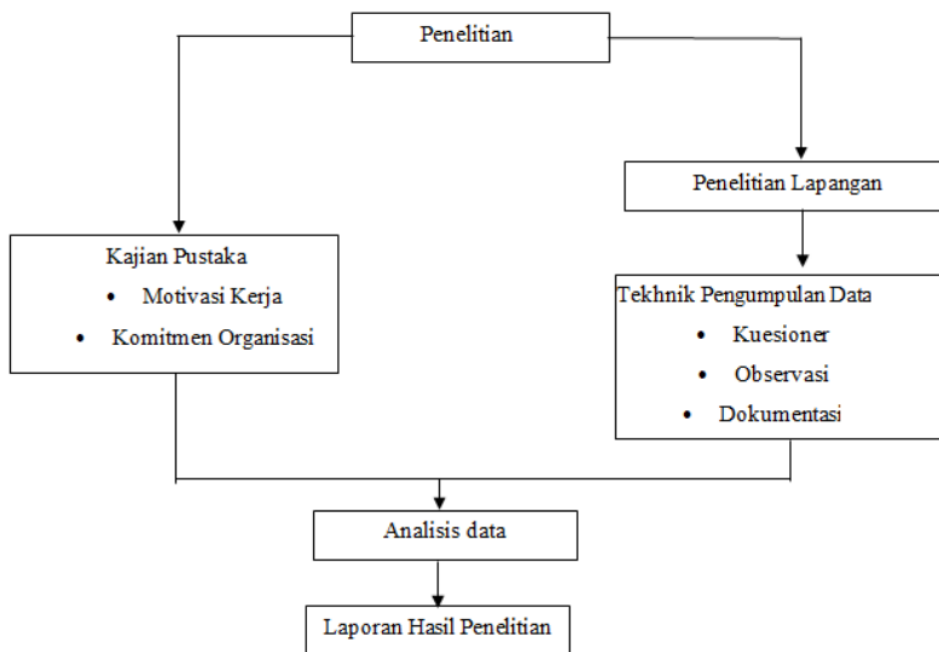 Penelitian
Penelitian Lapangan
Kajian Pustaka
• Motivasi Kerja
• Komitmen Organisasi
Tekhnik Pengumpulan Data
• Kuesioner
• Observasi
• Dokumentasi
Analisis data
Laporan Hasil Penelitian